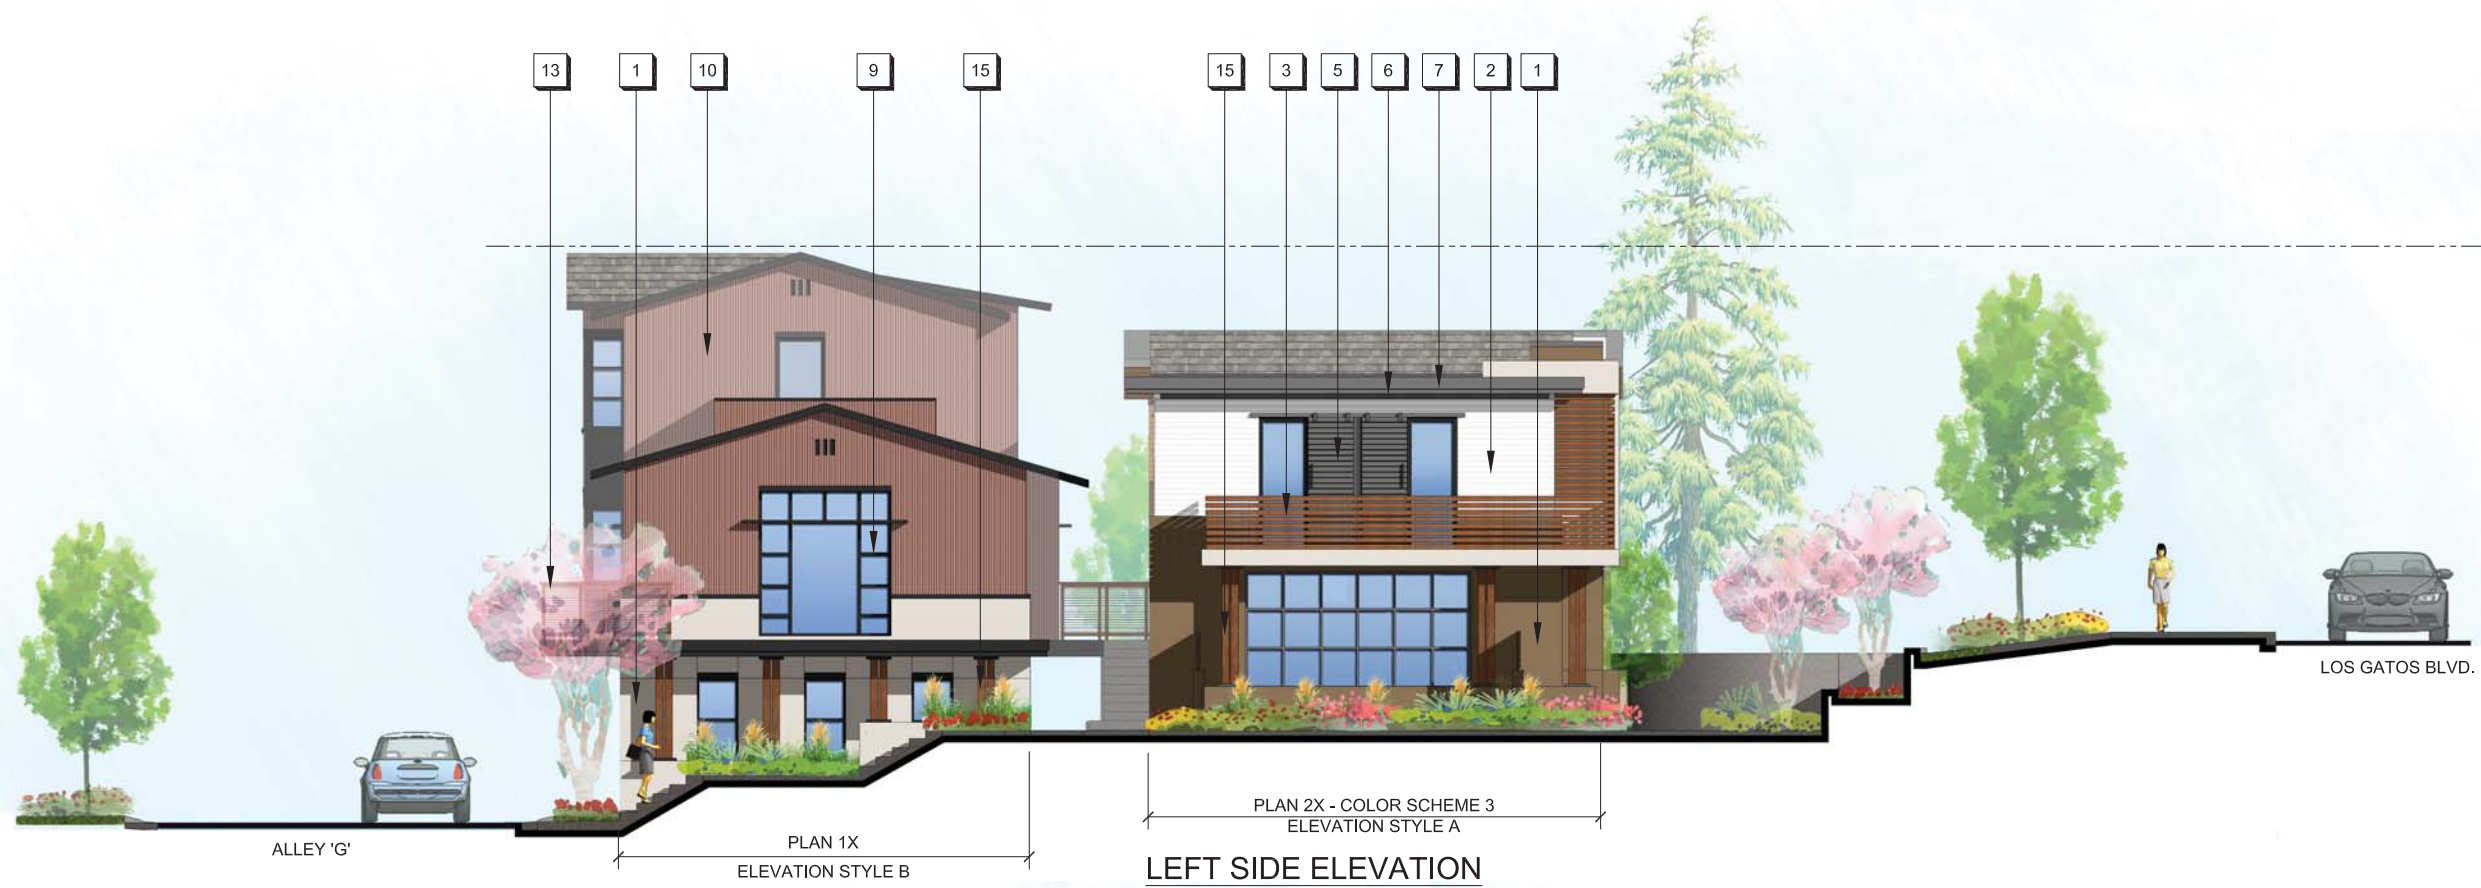 13 1 10 9 15 15 3 5 6 7 2 1
LOS GATOS BLVD.
PLAN 2X - COLOR SCHEME 3
ELEVATION STYLE A
ALLEY 'G'
PLAN 1X
ELEVATION STYLE B
LEFT SIDE ELEVATION